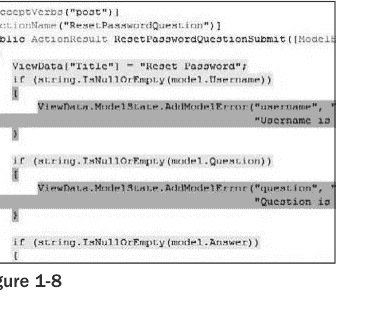 cceptVerbs("post")]
ctionName("ResetPasswordQuestion")]
blic ActionResult ResetPasswordQuestionSubmit([ModelB
ViewData["Title"] = "Reset Password";
if (string.IsNullOrEmpty(model.Username))
{
ViewData.ModelState.AddModelError("username", "
"Username is
}
if (string.IsNullOrEmpty(model.Question))
{
ViewData.ModelState.AddModelError("question", "
"Question is
}
if (string.IsNullOrEmpty(model.Answer))
{
gure 1-8